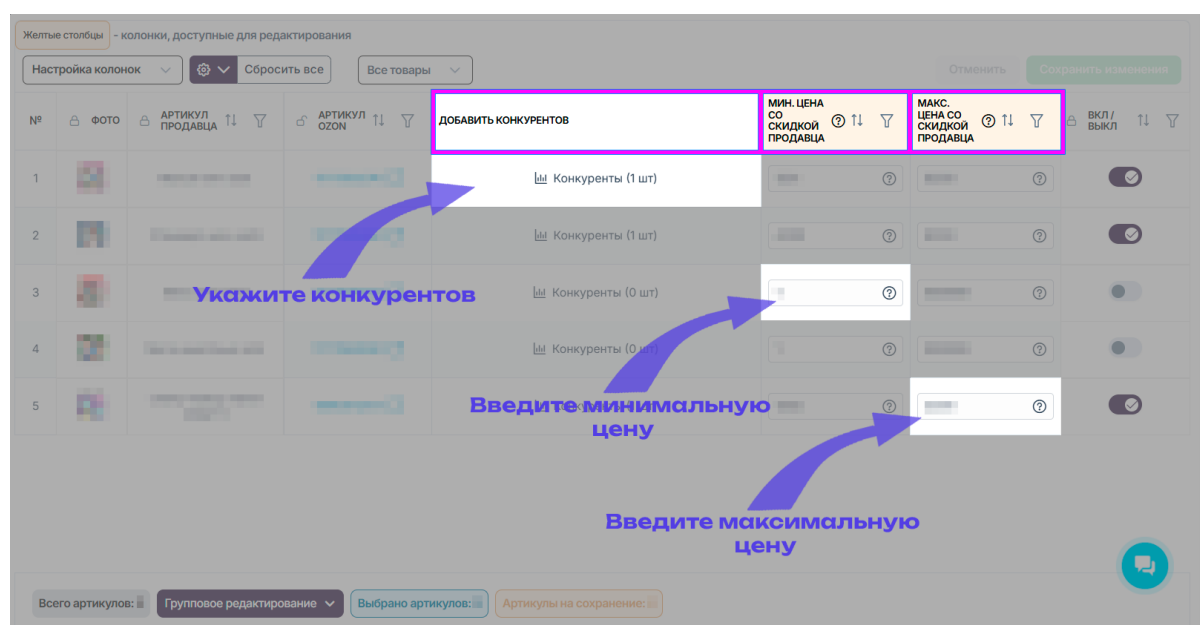 Желтые столбцы - колонки, доступные для редактирования
Настройка колонок Сбросить все Все товары Отменить Сохранить изменения
№ ФОТО АРТИКУЛ ПРОДАВЦА АРТИКУЛ OZON ДОБАВИТЬ КОНКУРЕНТОВ МИН. ЦЕНА СО СКИДКОЙ ПРОДАВЦА МАКС. ЦЕНА СО СКИДКОЙ ПРОДАВЦА ВКЛ / ВЫКЛ
1 Конкуренты (1 шт)
2 Конкуренты (1 шт)
Укажите конкурентов
3 Конкуренты (0 шт)
4 Конкуренты (0 шт)
5
Введите минимальную
цену
Введите максимальную
цену
Всего артикулов: Групповое редактирование Выбрано артикулов: Артикулы на сохранение: